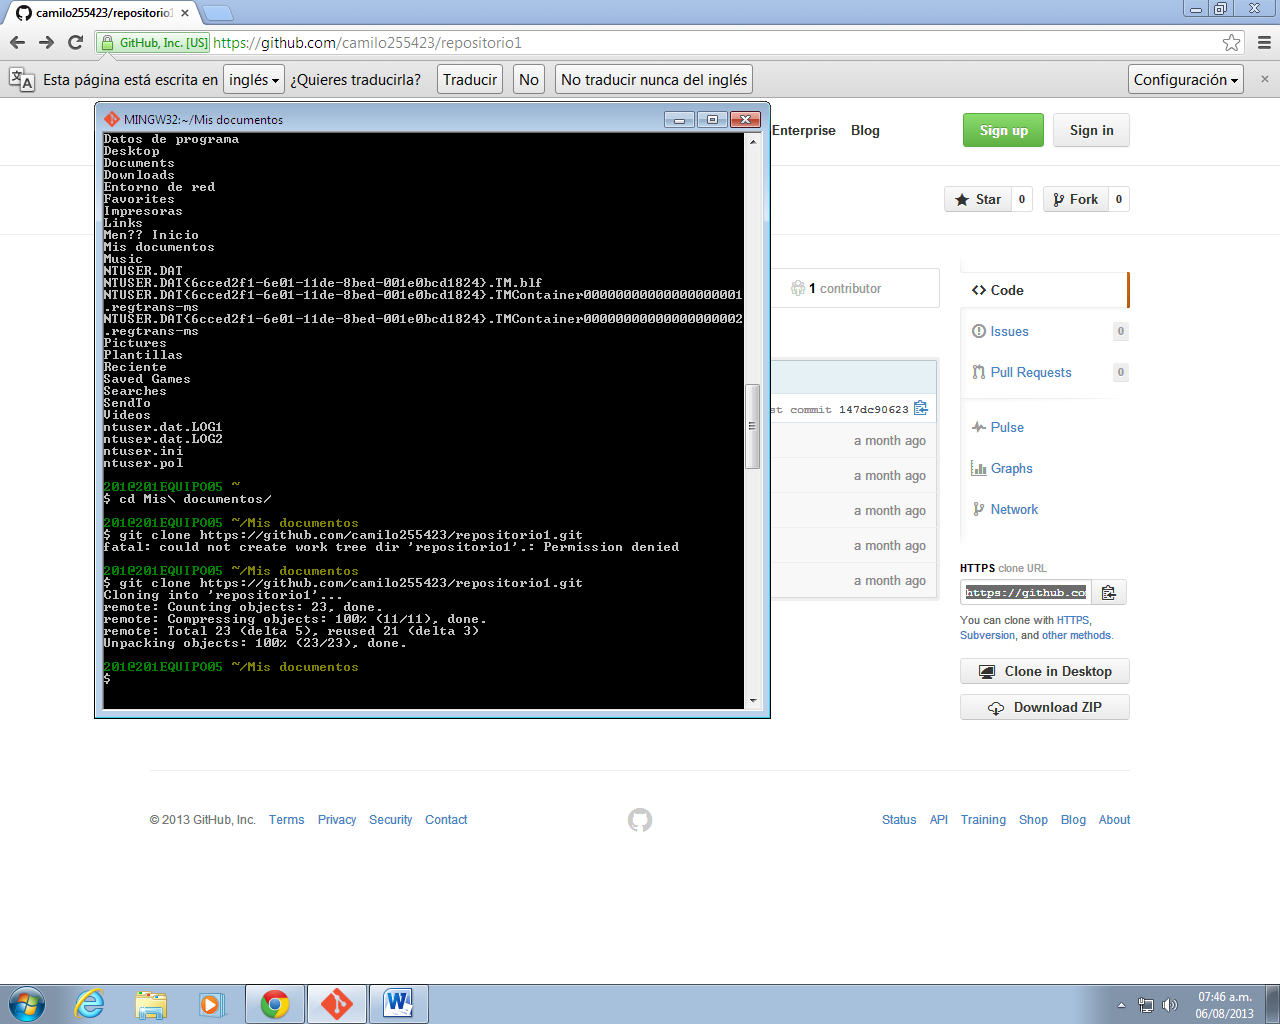 camilo255423/repositorio1
GitHub, Inc. [US] https://github.com/camilo255423/repositorio1
Esta página está escrita en inglés ¿Quieres traducirla? Traducir No No traducir nunca del inglés Configuración
MINGW32:~/Mis documentos
Datos de programa
Desktop
Documents
Downloads
Entorno de red
Favorites
Impresoras
Links
Men?? Inicio
Mis documentos
Music
NTUSER.DAT
NTUSER.DAT{6cced2f1-6e01-11de-8bed-001e0bcd1824}.TM.blf
NTUSER.DAT{6cced2f1-6e01-11de-8bed-001e0bcd1824}.TMContainer00000000000000000001
.regtrans-ms
NTUSER.DAT{6cced2f1-6e01-11de-8bed-001e0bcd1824}.TMContainer00000000000000000002
.regtrans-ms
Pictures
Plantillas
Reciente
Saved Games
Searches
SendTo
Videos
ntuser.dat.LOG1
ntuser.dat.LOG2
ntuser.ini
ntuser.pol
201@201EQUIPO05 ~
$ cd Mis\ documentos/
201@201EQUIPO05 ~/Mis documentos
$ git clone https://github.com/camilo255423/repositorio1.git
fatal: could not create work tree dir 'repositorio1'.: Permission denied
201@201EQUIPO05 ~/Mis documentos
$ git clone https://github.com/camilo255423/repositorio1.git
Cloning into 'repositorio1'...
remote: Counting objects: 23, done.
remote: Compressing objects: 100% (11/11), done.
remote: Total 23 (delta 5), reused 21 (delta 3)
Unpacking objects: 100% (23/23), done.
201@201EQUIPO05 ~/Mis documentos
$
Enterprise Blog Sign up Sign in
Star 0 Fork 0
1 contributor
st commit 147dc90623
a month ago
a month ago
a month ago
a month ago
a month ago
Code
Issues 0
Pull Requests 0
Pulse
Graphs
Network
HTTPS clone URL
https://github.co
You can clone with HTTPS,
Subversion, and other methods.
Clone in Desktop
Download ZIP
© 2013 GitHub, Inc. Terms Privacy Security Contact Status API Training Shop Blog About
07:46 a.m.
06/08/2013